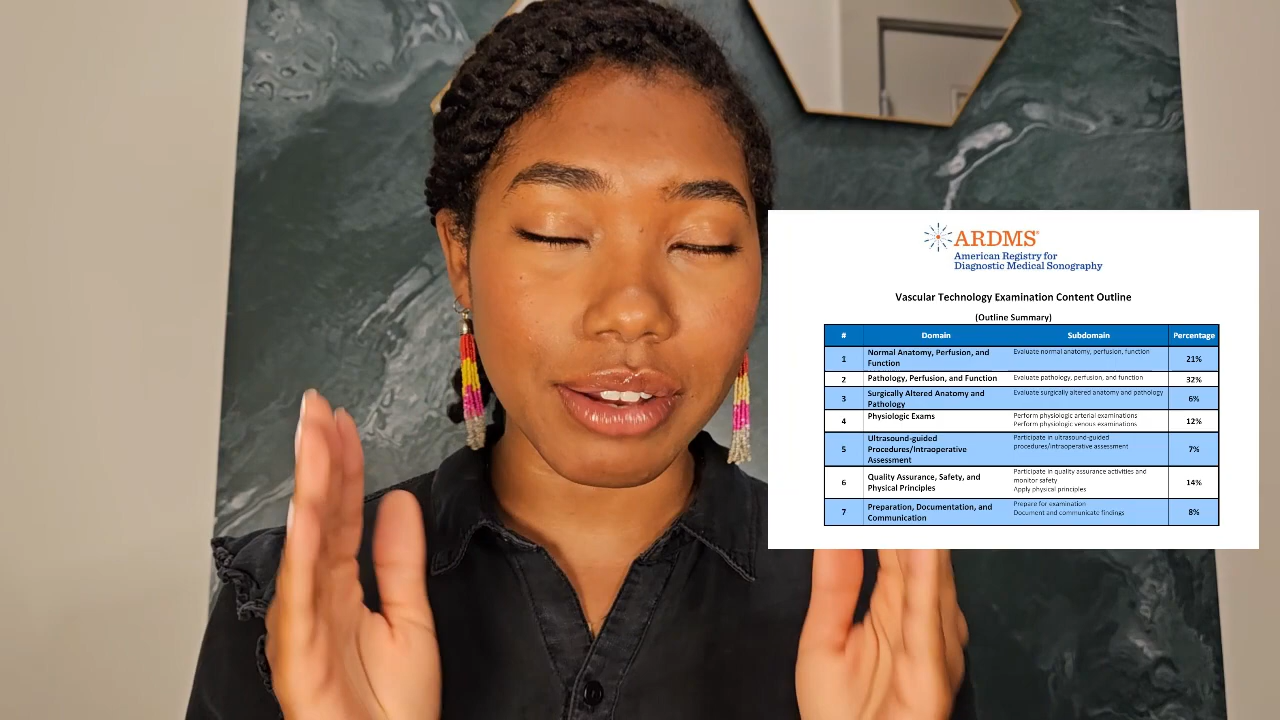 ARDMS®
American Registry for
Diagnostic Medical Sonography
Vascular Technology Examination Content Outline
(Outline Summary)
# Domain Subdomain Percentage
1 Normal Anatomy, Perfusion, and Function Evaluate normal anatomy, perfusion, function 21%
2 Pathology, Perfusion, and Function Evaluate pathology, perfusion, and function 32%
3 Surgically Altered Anatomy and Pathology Evaluate surgically altered anatomy and pathology 6%
4 Physiologic Exams Perform physiologic arterial examinations Perform physiologic venous examinations 12%
5 Ultrasound-guided Procedures/Intraoperative Assessment Participate in ultrasound-guided procedures/intraoperative assessment 7%
6 Quality Assurance, Safety, and Physical Principles Participate in quality assurance activities and monitor safety Apply physical principles 14%
7 Preparation, Documentation, and Communication Prepare for examination Document and communicate findings 8%